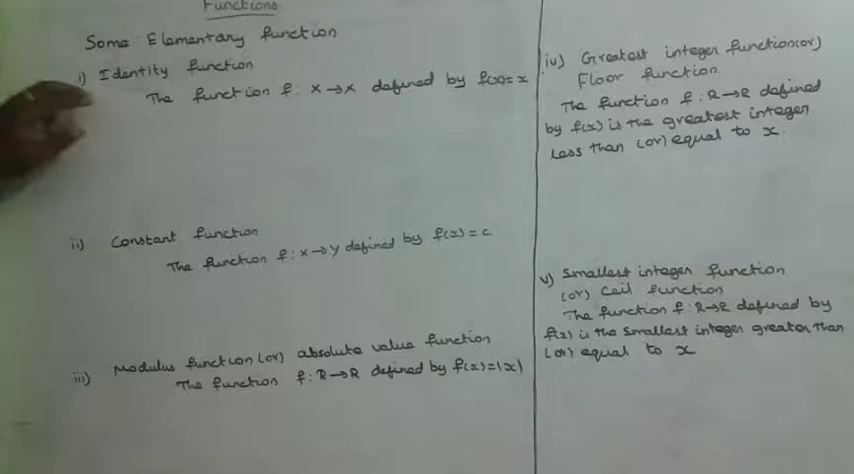 Functions
Some Elementary function
i) Identity function
The function f: X→X defined by f(x)=x
ii) Constant function
The function f: X→Y defined by f(x)=c
iii) Modulus function (or) absolute value function
The function f: R→R defined by f(x)=|x|
iv) Greatest integer function(or)
Floor function
The function f: R→R defined
by f(x) is the greatest integer
less than (or) equal to x.
v) Smallest integer function
(or) Ceil function
The function f: R→R defined by
f(x) is the smallest integer greater than
(or) equal to x